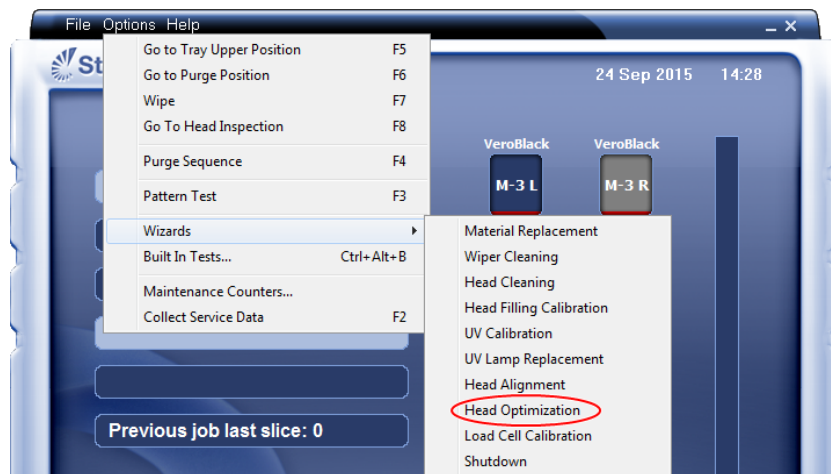 File Options Help
St
24 Sep 2015 14:28
Go to Tray Upper Position F5
Go to Purge Position F6
Wipe F7
Go To Head Inspection F8
Purge Sequence F4
Pattern Test F3
Wizards
Built In Tests... Ctrl+Alt+B
Maintenance Counters...
Collect Service Data F2
VeroBlack VeroBlack
M-3 L M-3 R
Material Replacement
Wiper Cleaning
Head Cleaning
Head Filling Calibration
UV Calibration
UV Lamp Replacement
Head Alignment
Head Optimization
Load Cell Calibration
Shutdown
Previous job last slice: 0